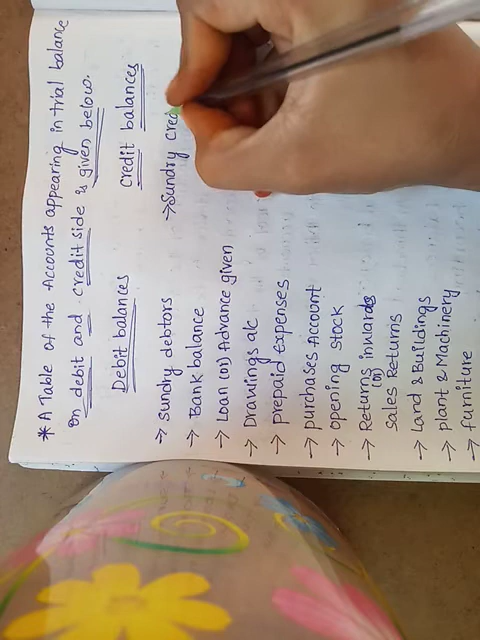 * A Table of the Accounts appearing in trial balance
on debit and credit side is given below.
Debit balances
credit balances
→ sundry debtors
→ Bank balance
→ Loan (or) Advance given
→ Drawings a/c
→ prepaid expenses
→ purchases Account
→ opening stock
→ Returns inwards
(or)
sales Returns
→ land & Buildings
→ plant & Machinery
→ furniture
→ Sundry cred